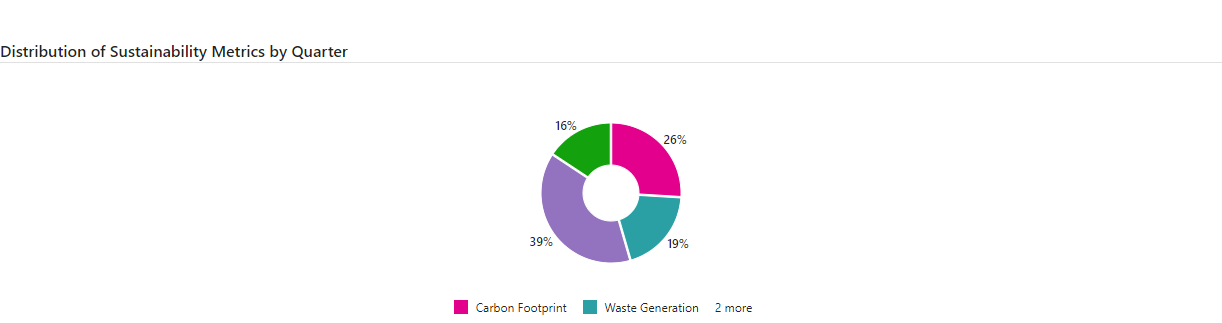 Distribution of Sustainability Metrics by Quarter
16%
26%
39%
19%
Carbon Footprint Waste Generation 2 more